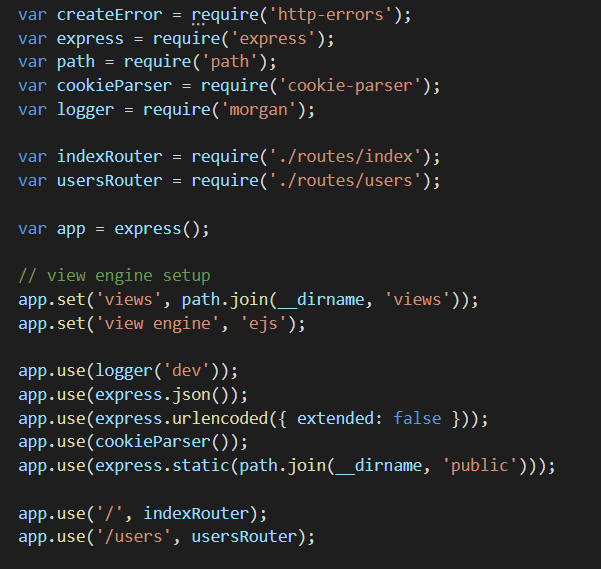 var createError = require('http-errors');
var express = require('express');
var path = require('path');
var cookieParser = require('cookie-parser');
var logger = require('morgan');
var indexRouter = require('./routes/index');
var usersRouter = require('./routes/users');
var app = express();
// view engine setup
app.set('views', path.join(__dirname, 'views'));
app.set('view engine', 'ejs');
app.use(logger('dev'));
app.use(express.json());
app.use(express.urlencoded({ extended: false }));
app.use(cookieParser());
app.use(express.static(path.join(__dirname, 'public')));
app.use('/', indexRouter);
app.use('/users', usersRouter);